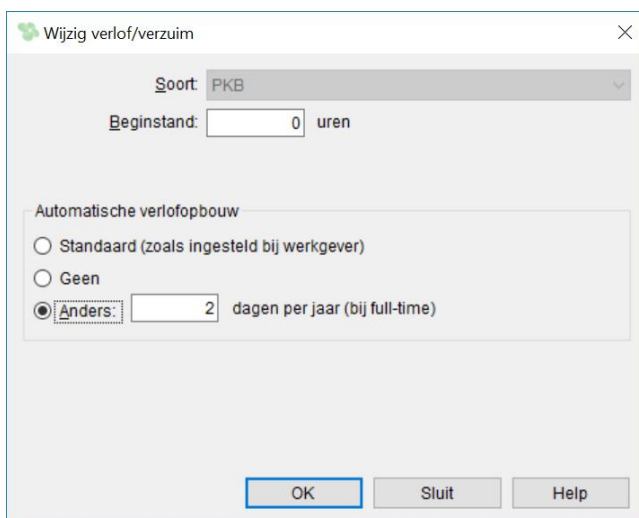 Wijzig verlof/verzuim
Soort: PKB
Beginstand: 0 uren
Automatische verlofopbouw
Standaard (zoals ingesteld bij werkgever)
Geen
Anders: 2 dagen per jaar (bij full-time)
OK Sluit Help